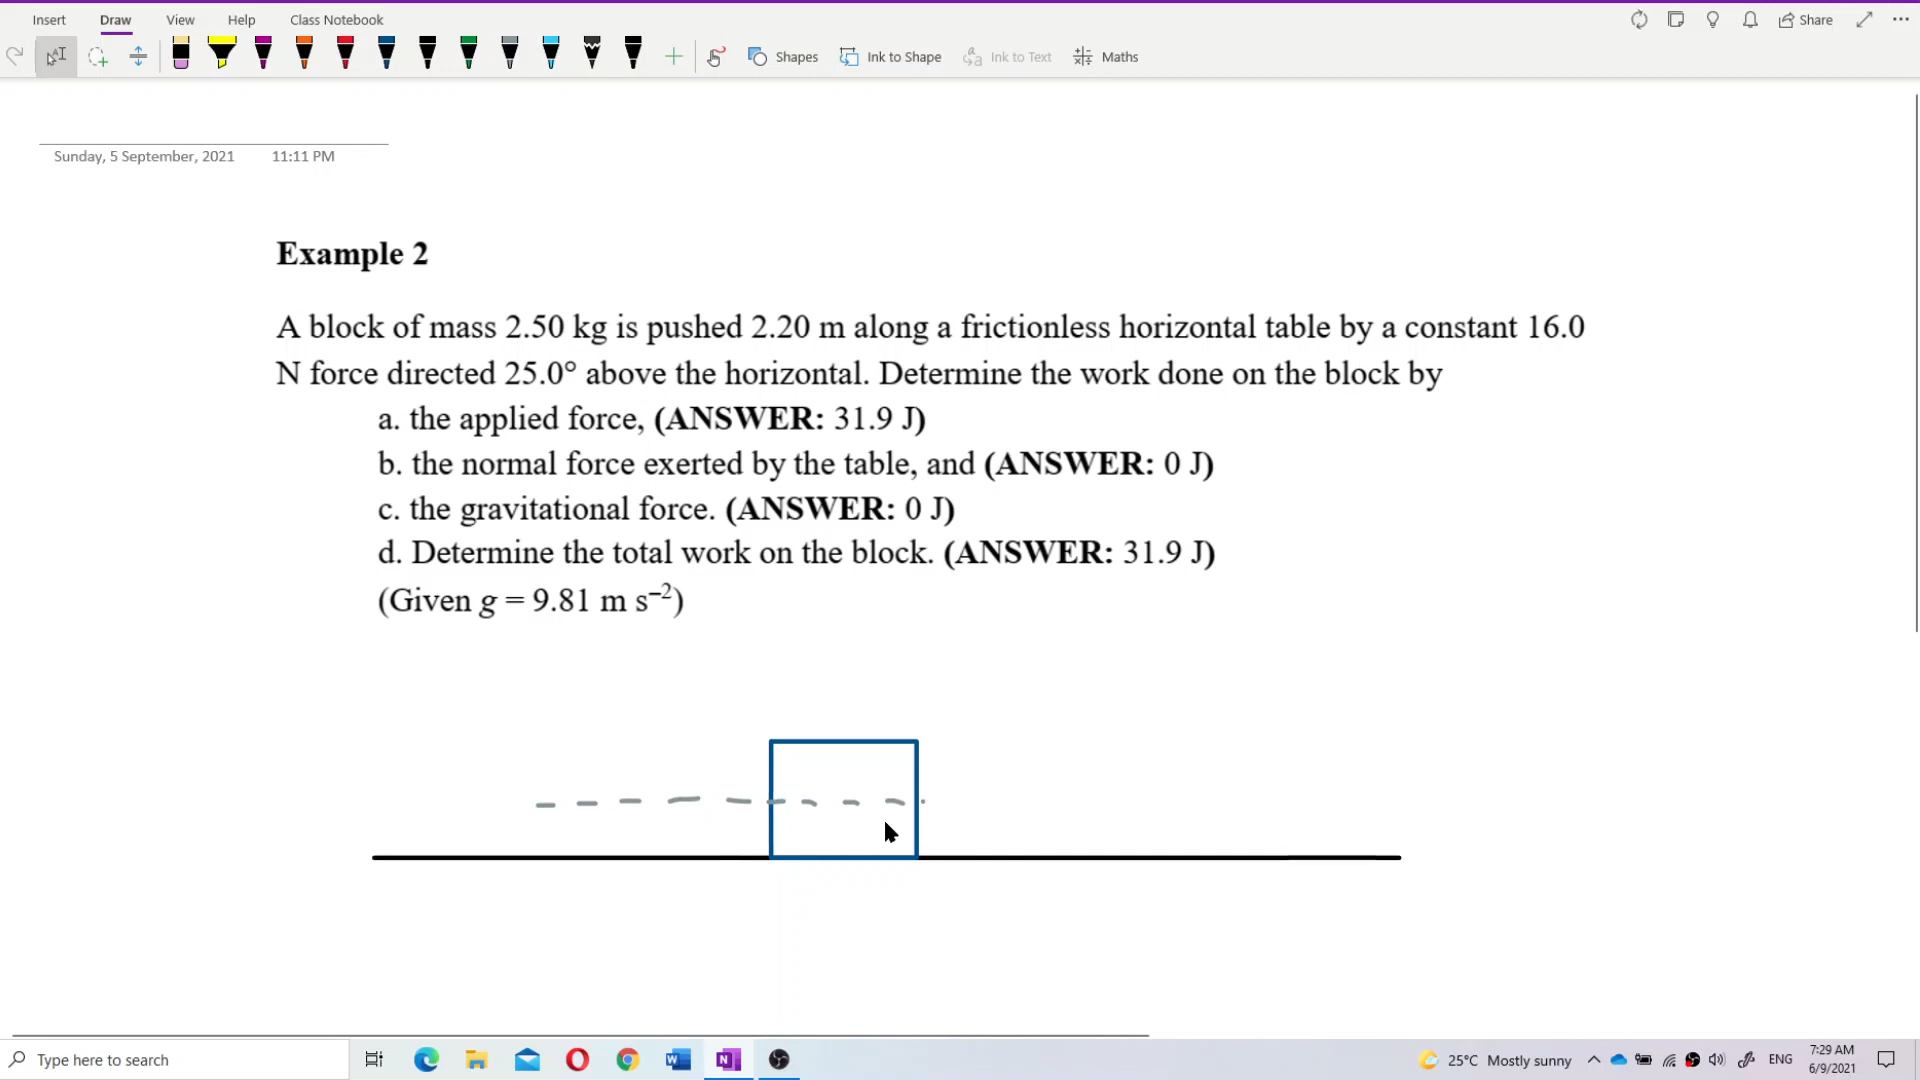 Insert Draw View Help Class Notebook Share
Shapes Ink to Shape Ink to Text Maths
Sunday, 5 September, 2021 11:11 PM
Example 2
A block of mass 2.50 kg is pushed 2.20 m along a frictionless horizontal table by a constant 16.0
N force directed 25.0° above the horizontal. Determine the work done on the block by
a. the applied force, (ANSWER: 31.9 J)
b. the normal force exerted by the table, and (ANSWER: 0 J)
c. the gravitational force. (ANSWER: 0 J)
d. Determine the total work on the block. (ANSWER: 31.9 J)
(Given g = 9.81 m s⁻²)
Type here to search 25°C Mostly sunny ENG 7:29 AM
6/9/2021